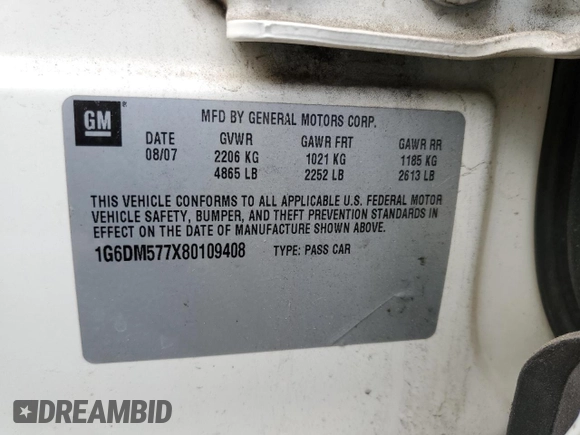 GM
MFD BY GENERAL MOTORS CORP.
DATE GVWR GAWR FRT GAWR RR
08/07 2206 KG 1021 KG 1185 KG
4865 LB 2252 LB 2613 LB
THIS VEHICLE CONFORMS TO ALL APPLICABLE U.S. FEDERAL MOTOR
VEHICLE SAFETY, BUMPER, AND THEFT PREVENTION STANDARDS
IN EFFECT ON THE DATE OF MANUFACTURE SHOWN ABOVE.
1G6DM577X80109408 TYPE: PASS CAR
DREAMBID